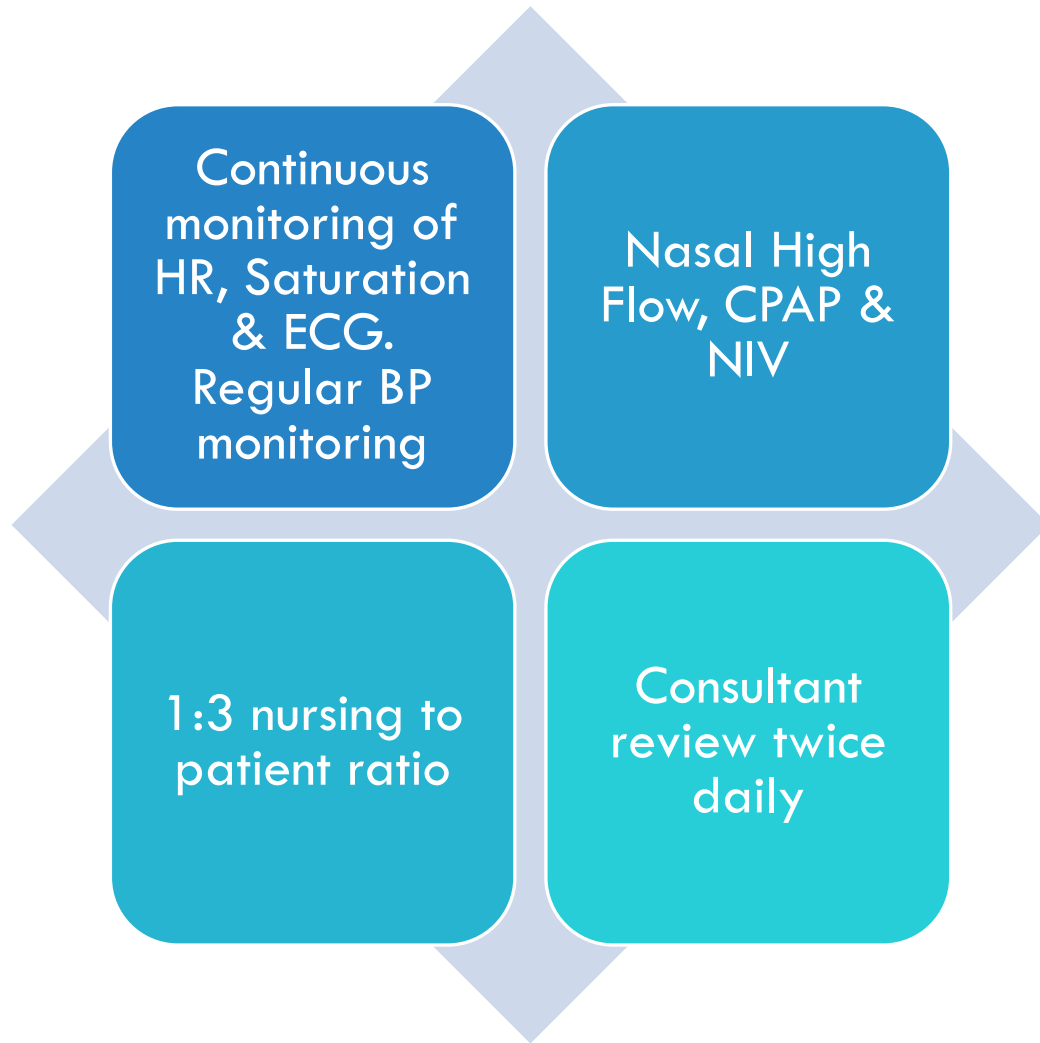 Continuous
monitoring of
HR, Saturation
& ECG.
Regular BP
monitoring
Nasal High
Flow, CPAP &
NIV
1:3 nursing to
patient ratio
Consultant
review twice
daily